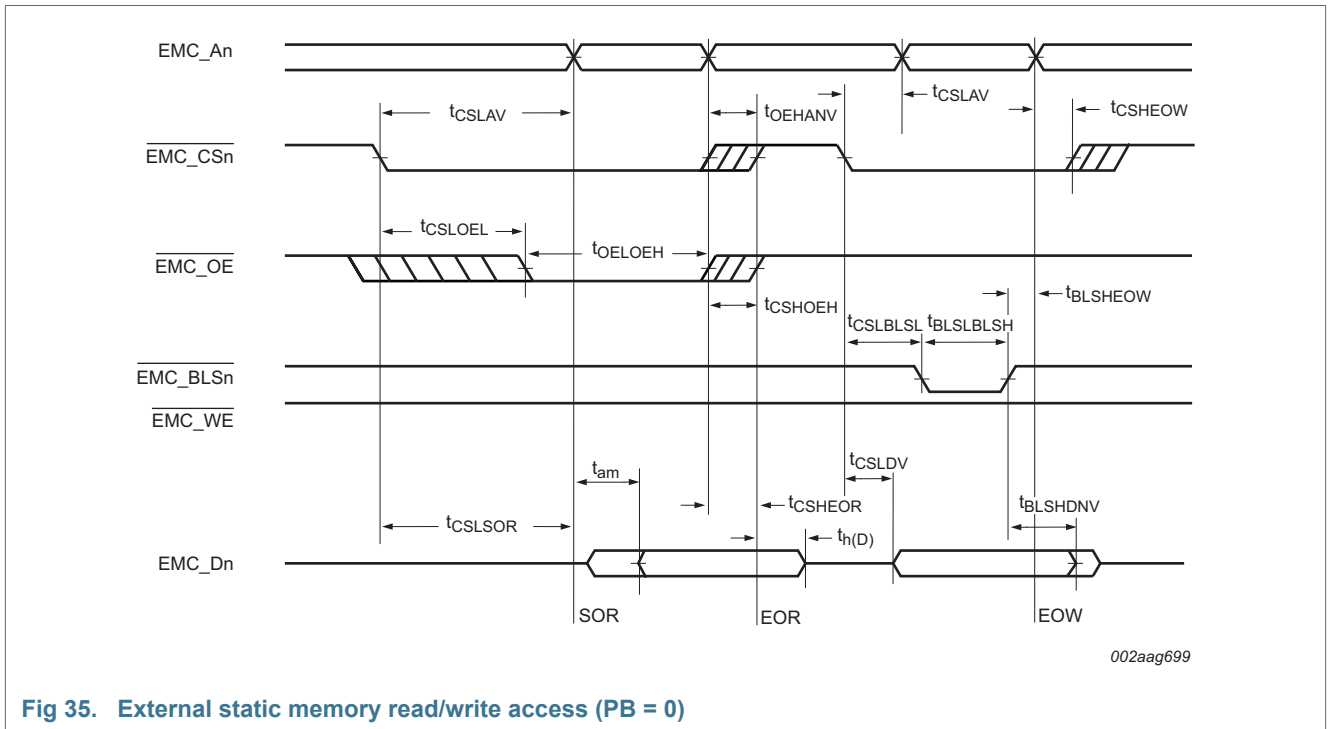 EMC_An
tCSLAV
tOEHANV
tCSLAV
tCSHEOW
EMC_CSn
tCSLOEL
tOELOEH
EMC_OE
tCSHOEH
tBLSHEOW
tCSLBLSL
tBLSLBLSH
EMC_BLSn
EMC_WE
tam
tCSLDV
tCSLSOR
tCSHEOR
tBLSHDNV
th(D)
EMC_Dn
SOR
EOR
EOW
002aag699
Fig 35. External static memory read/write access (PB = 0)